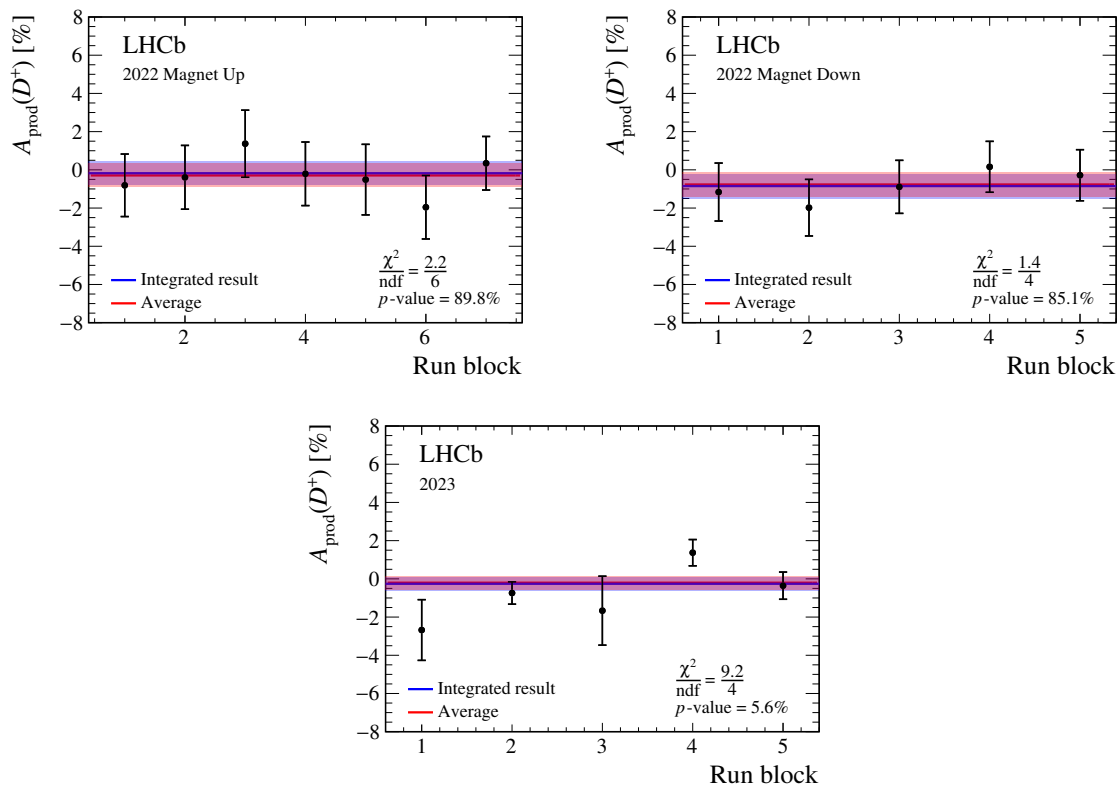 A_prod(D⁺) [%]
8
6
4
2
0
−2
−4
−6
−8
LHCb
2022 Magnet Up
Integrated result
Average
χ²/ndf = 2.2/6
p-value = 89.8%
2 4 6
Run block
A_prod(D⁺) [%]
8
6
4
2
0
−2
−4
−6
−8
LHCb
2022 Magnet Down
Integrated result
Average
χ²/ndf = 1.4/4
p-value = 85.1%
1 2 3 4 5
Run block
A_prod(D⁺) [%]
8
6
4
2
0
−2
−4
−6
−8
LHCb
2023
Integrated result
Average
χ²/ndf = 9.2/4
p-value = 5.6%
1 2 3 4 5
Run block